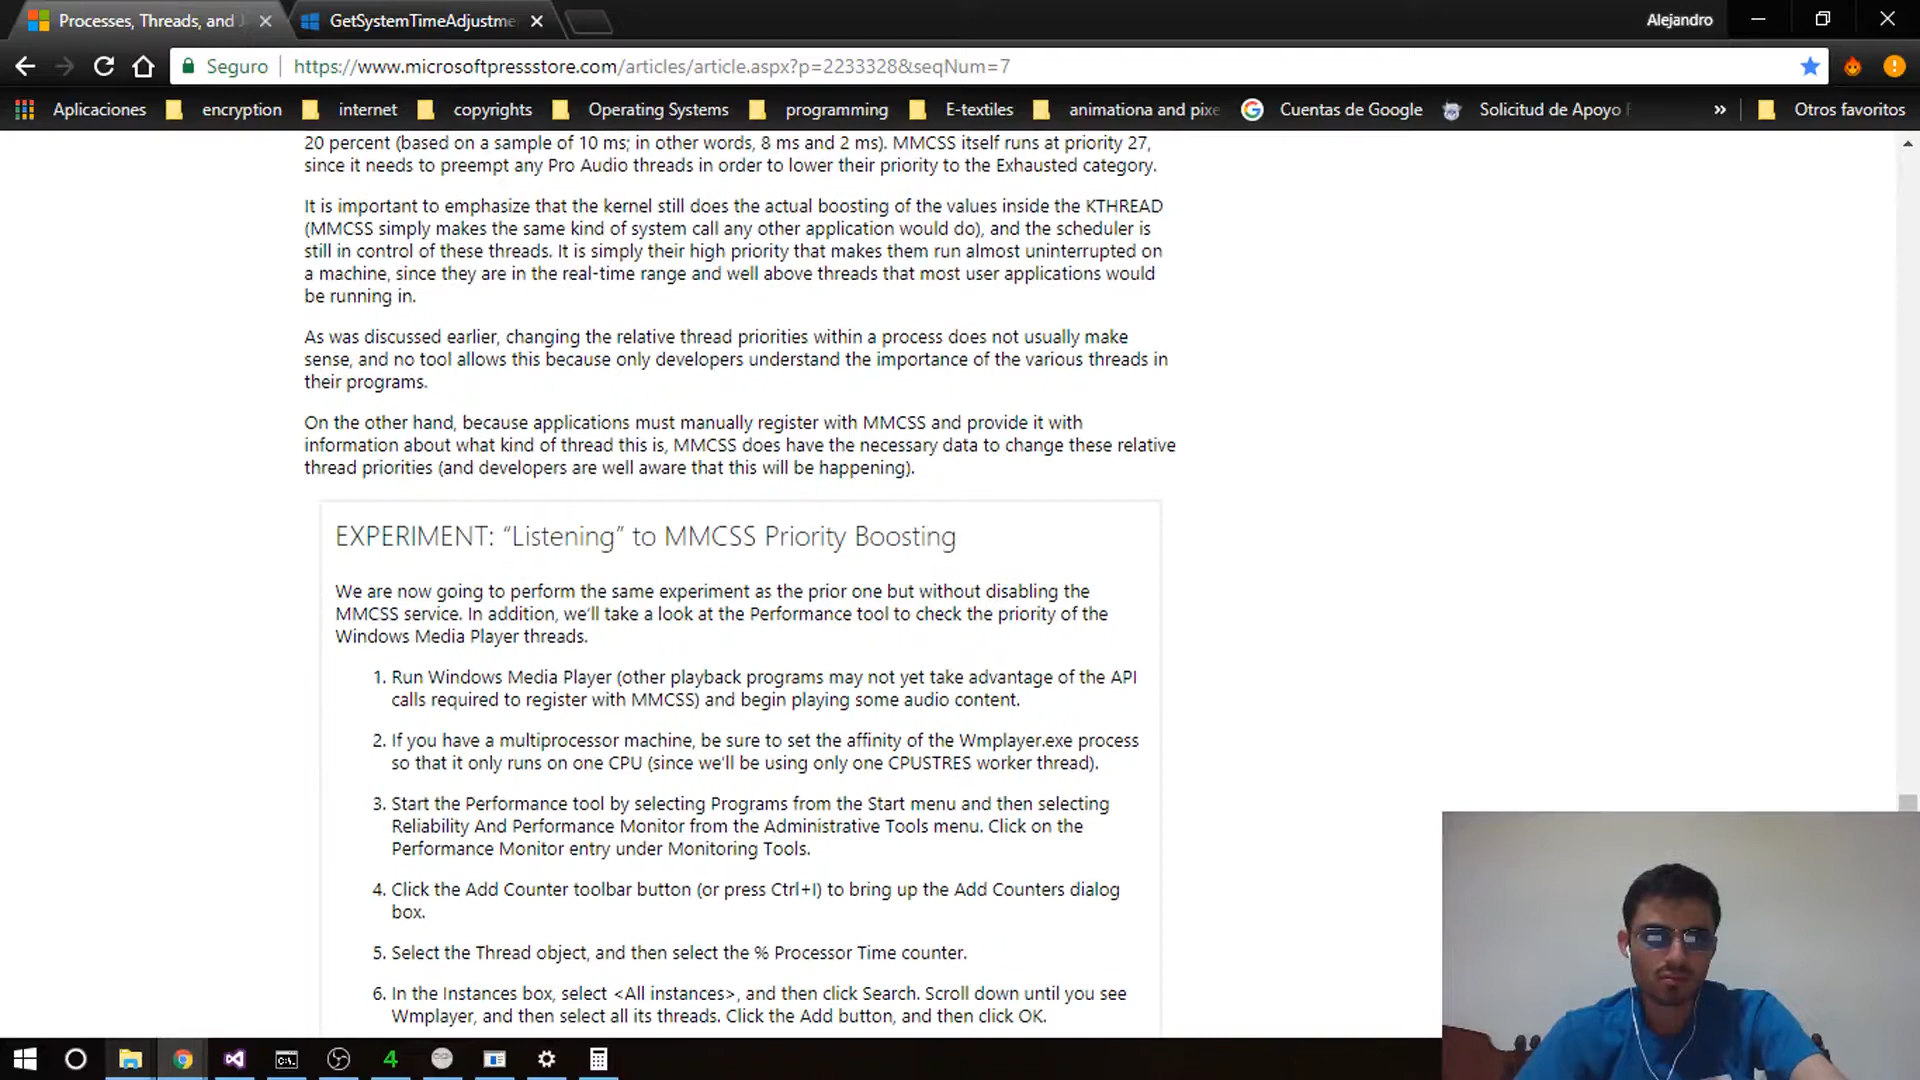 Processes, Threads, and
GetSystemTimeAdjustme
Alejandro
Seguro
https://www.microsoftpressstore.com/articles/article.aspx?p=2233328&seqNum=7
Aplicaciones encryption internet copyrights Operating Systems programming E-textiles animationa and pixe Cuentas de Google Solicitud de Apoyo » Otros favoritos
20 percent (based on a sample of 10 ms; in other words, 8 ms and 2 ms). MMCSS itself runs at priority 27,
since it needs to preempt any Pro Audio threads in order to lower their priority to the Exhausted category.
It is important to emphasize that the kernel still does the actual boosting of the values inside the KTHREAD
(MMCSS simply makes the same kind of system call any other application would do), and the scheduler is
still in control of these threads. It is simply their high priority that makes them run almost uninterrupted on
a machine, since they are in the real-time range and well above threads that most user applications would
be running in.
As was discussed earlier, changing the relative thread priorities within a process does not usually make
sense, and no tool allows this because only developers understand the importance of the various threads in
their programs.
On the other hand, because applications must manually register with MMCSS and provide it with
information about what kind of thread this is, MMCSS does have the necessary data to change these relative
thread priorities (and developers are well aware that this will be happening).
EXPERIMENT: “Listening” to MMCSS Priority Boosting
We are now going to perform the same experiment as the prior one but without disabling the
MMCSS service. In addition, we'll take a look at the Performance tool to check the priority of the
Windows Media Player threads.
1. Run Windows Media Player (other playback programs may not yet take advantage of the API
calls required to register with MMCSS) and begin playing some audio content.
2. If you have a multiprocessor machine, be sure to set the affinity of the Wmplayer.exe process
so that it only runs on one CPU (since we'll be using only one CPUSTRES worker thread).
3. Start the Performance tool by selecting Programs from the Start menu and then selecting
Reliability And Performance Monitor from the Administrative Tools menu. Click on the
Performance Monitor entry under Monitoring Tools.
4. Click the Add Counter toolbar button (or press Ctrl+I) to bring up the Add Counters dialog
box.
5. Select the Thread object, and then select the % Processor Time counter.
6. In the Instances box, select <All instances>, and then click Search. Scroll down until you see
Wmplayer, and then select all its threads. Click the Add button, and then click OK.
4